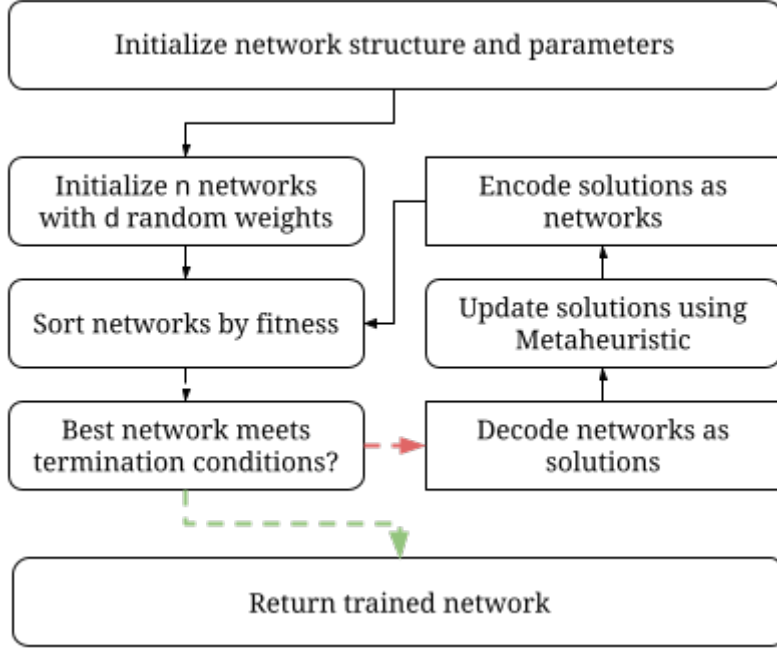 Initialize network structure and parameters
Initialize n networks
with d random weights
Encode solutions as
networks
Sort networks by fitness
Update solutions using
Metaheuristic
Best network meets
termination conditions?
Decode networks as
solutions
Return trained network